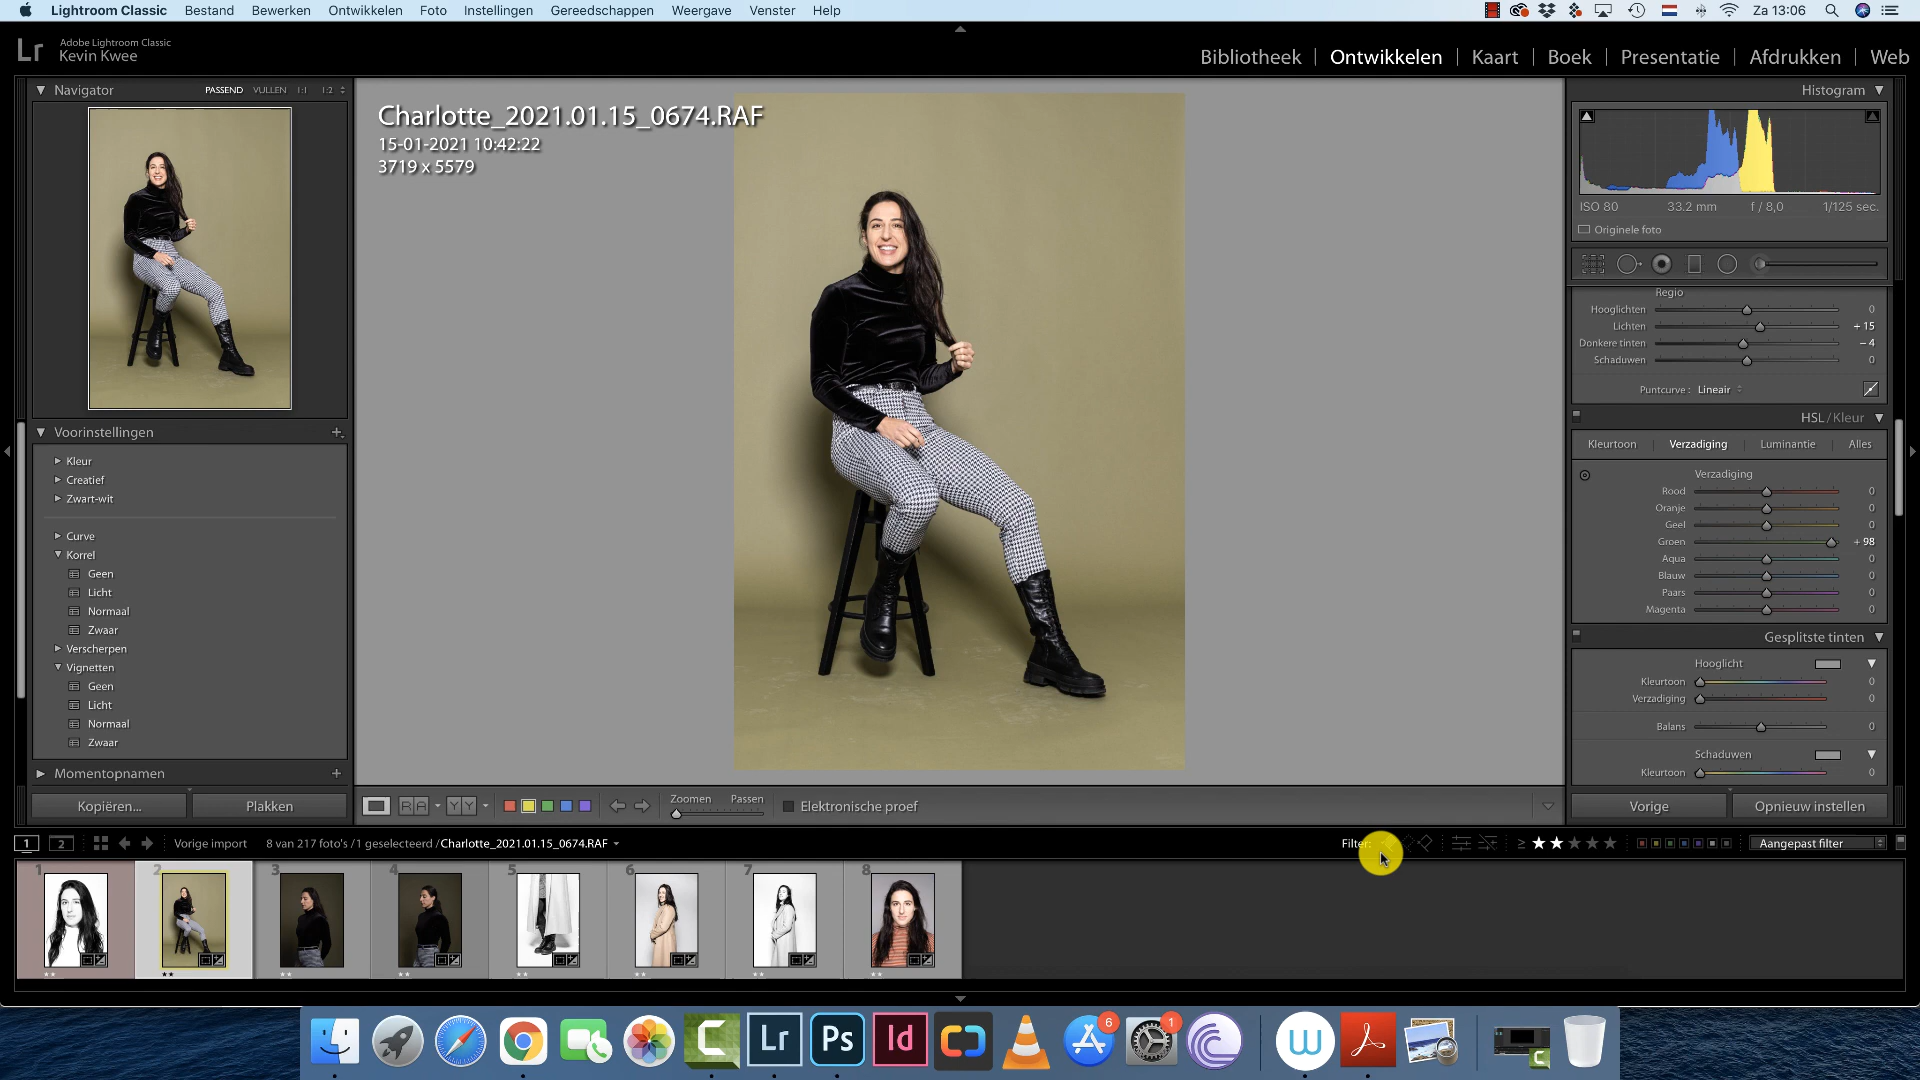 Lightroom Classic Bestand Bewerken Ontwikkelen Foto Instellingen Gereedschappen Weergave Venster Help Za 13:06
Lr Adobe Lightroom Classic
Kevin Kwee
Bibliotheek | Ontwikkelen | Kaart | Boek | Presentatie | Afdrukken | Web
Navigator PASSEND VULLEN 1:1 1:2
Charlotte_2021.01.15_0674.RAF
15-01-2021 10:42:22
3719 x 5579
Voorinstellingen +
Kleur
Creatief
Zwart-wit
Curve
Korrel
Geen
Licht
Normaal
Zwaar
Verscherpen
Vignetten
Geen
Licht
Normaal
Zwaar
Momentopnamen +
Kopiëren... Plakken
Histogram
ISO 80 33.2 mm f / 8,0 1/125 sec.
Originele foto
Regio
Hooglichten 0
Lichten + 15
Donkere tinten − 4
Schaduwen 0
Puntcurve : Lineair
HSL / Kleur
Kleurtoon Verzadiging Luminantie Alles
Verzadiging
Rood 0
Oranje 0
Geel 0
Groen + 98
Aqua 0
Blauw 0
Paars 0
Magenta 0
Gesplitste tinten
Hooglicht
Kleurtoon 0
Verzadiging 0
Balans 0
Schaduwen
Kleurtoon 0
Vorige Opnieuw instellen
R A Y Y Zoomen Passen Elektronische proef
1 2 Vorige import 8 van 217 foto's /1 geselecteerd /Charlotte_2021.01.15_0674.RAF Filter: ≥ Aangepast filter
1 2 3 4 5 6 7 8
Lr Ps Id 6 1 W C